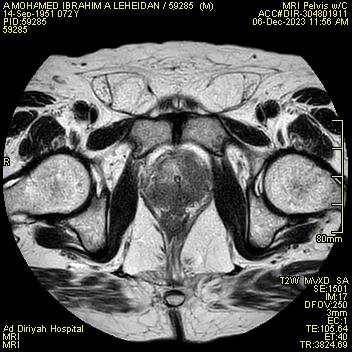 A MOHAMED IBRAHIM A LEHEIDAN / 59285 (M)
14-Sep-1951 072Y
PID:59285
59285
MRI Pelvis w/C
ACC#DIR-304801911
06-Dec-2023 11:56 AM
R
80mm
T2W_MVXD_SA
SE:1501
IM:17
DFOV:250
3mm
EC:1
TE:105.64
ET:40
TR:3824.69
Ad Diriyah Hospital
MRI
MRI